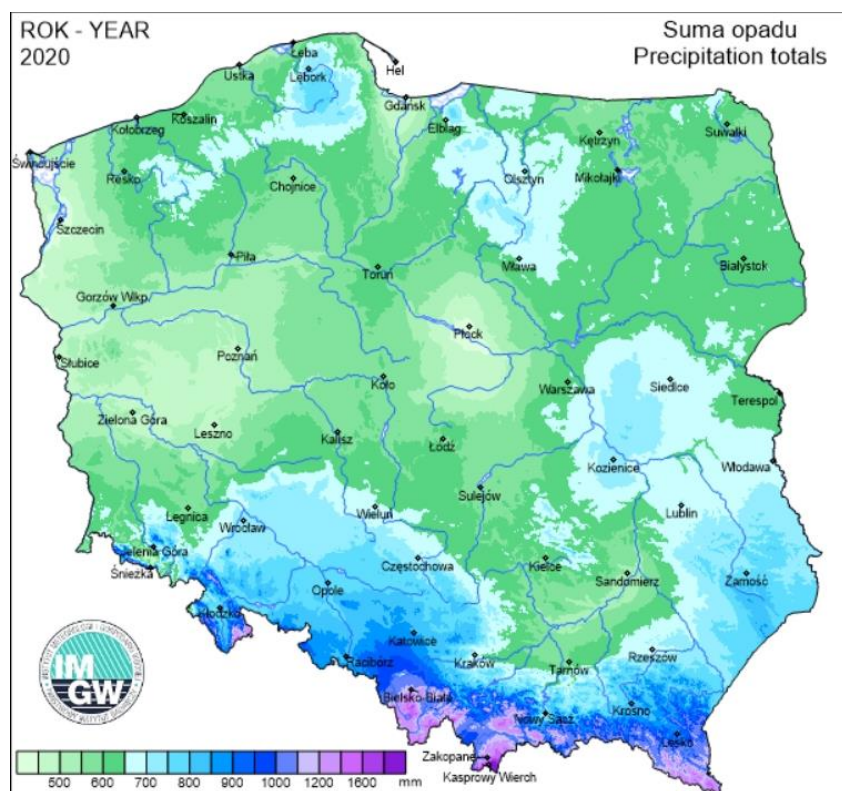 ROK - YEAR
2020
Suma opadu
Precipitation totals
Łeba
Hel
Ustka
Lębork
Gdańsk
Kołobrzeg
Koszalin
Elbląg
Kętrzyn
Suwałki
Świnoujście
Resko
Chojnice
Olsztyn
Mikołajki
Szczecin
Piła
Toruń
Mława
Białystok
Gorzów Wlkp.
Płock
Słubice
Poznań
Koło
Warszawa
Siedlce
Terespol
Zielona Góra
Leszno
Kalisz
Łódź
Kozienice
Włodawa
Sulejów
Legnica
Wrocław
Wieluń
Lublin
Jelenia Góra
Śnieżka
Częstochowa
Kielce
Sandomierz
Zamość
Opole
Kłodzko
Katowice
Racibórz
Kraków
Tarnów
Rzeszów
Bielsko-Biała
Nowy Sącz
Krosno
Lesko
Zakopane
Kasprowy Wierch
IM
GW
500 600 700 800 900 1000 1200 1600 mm